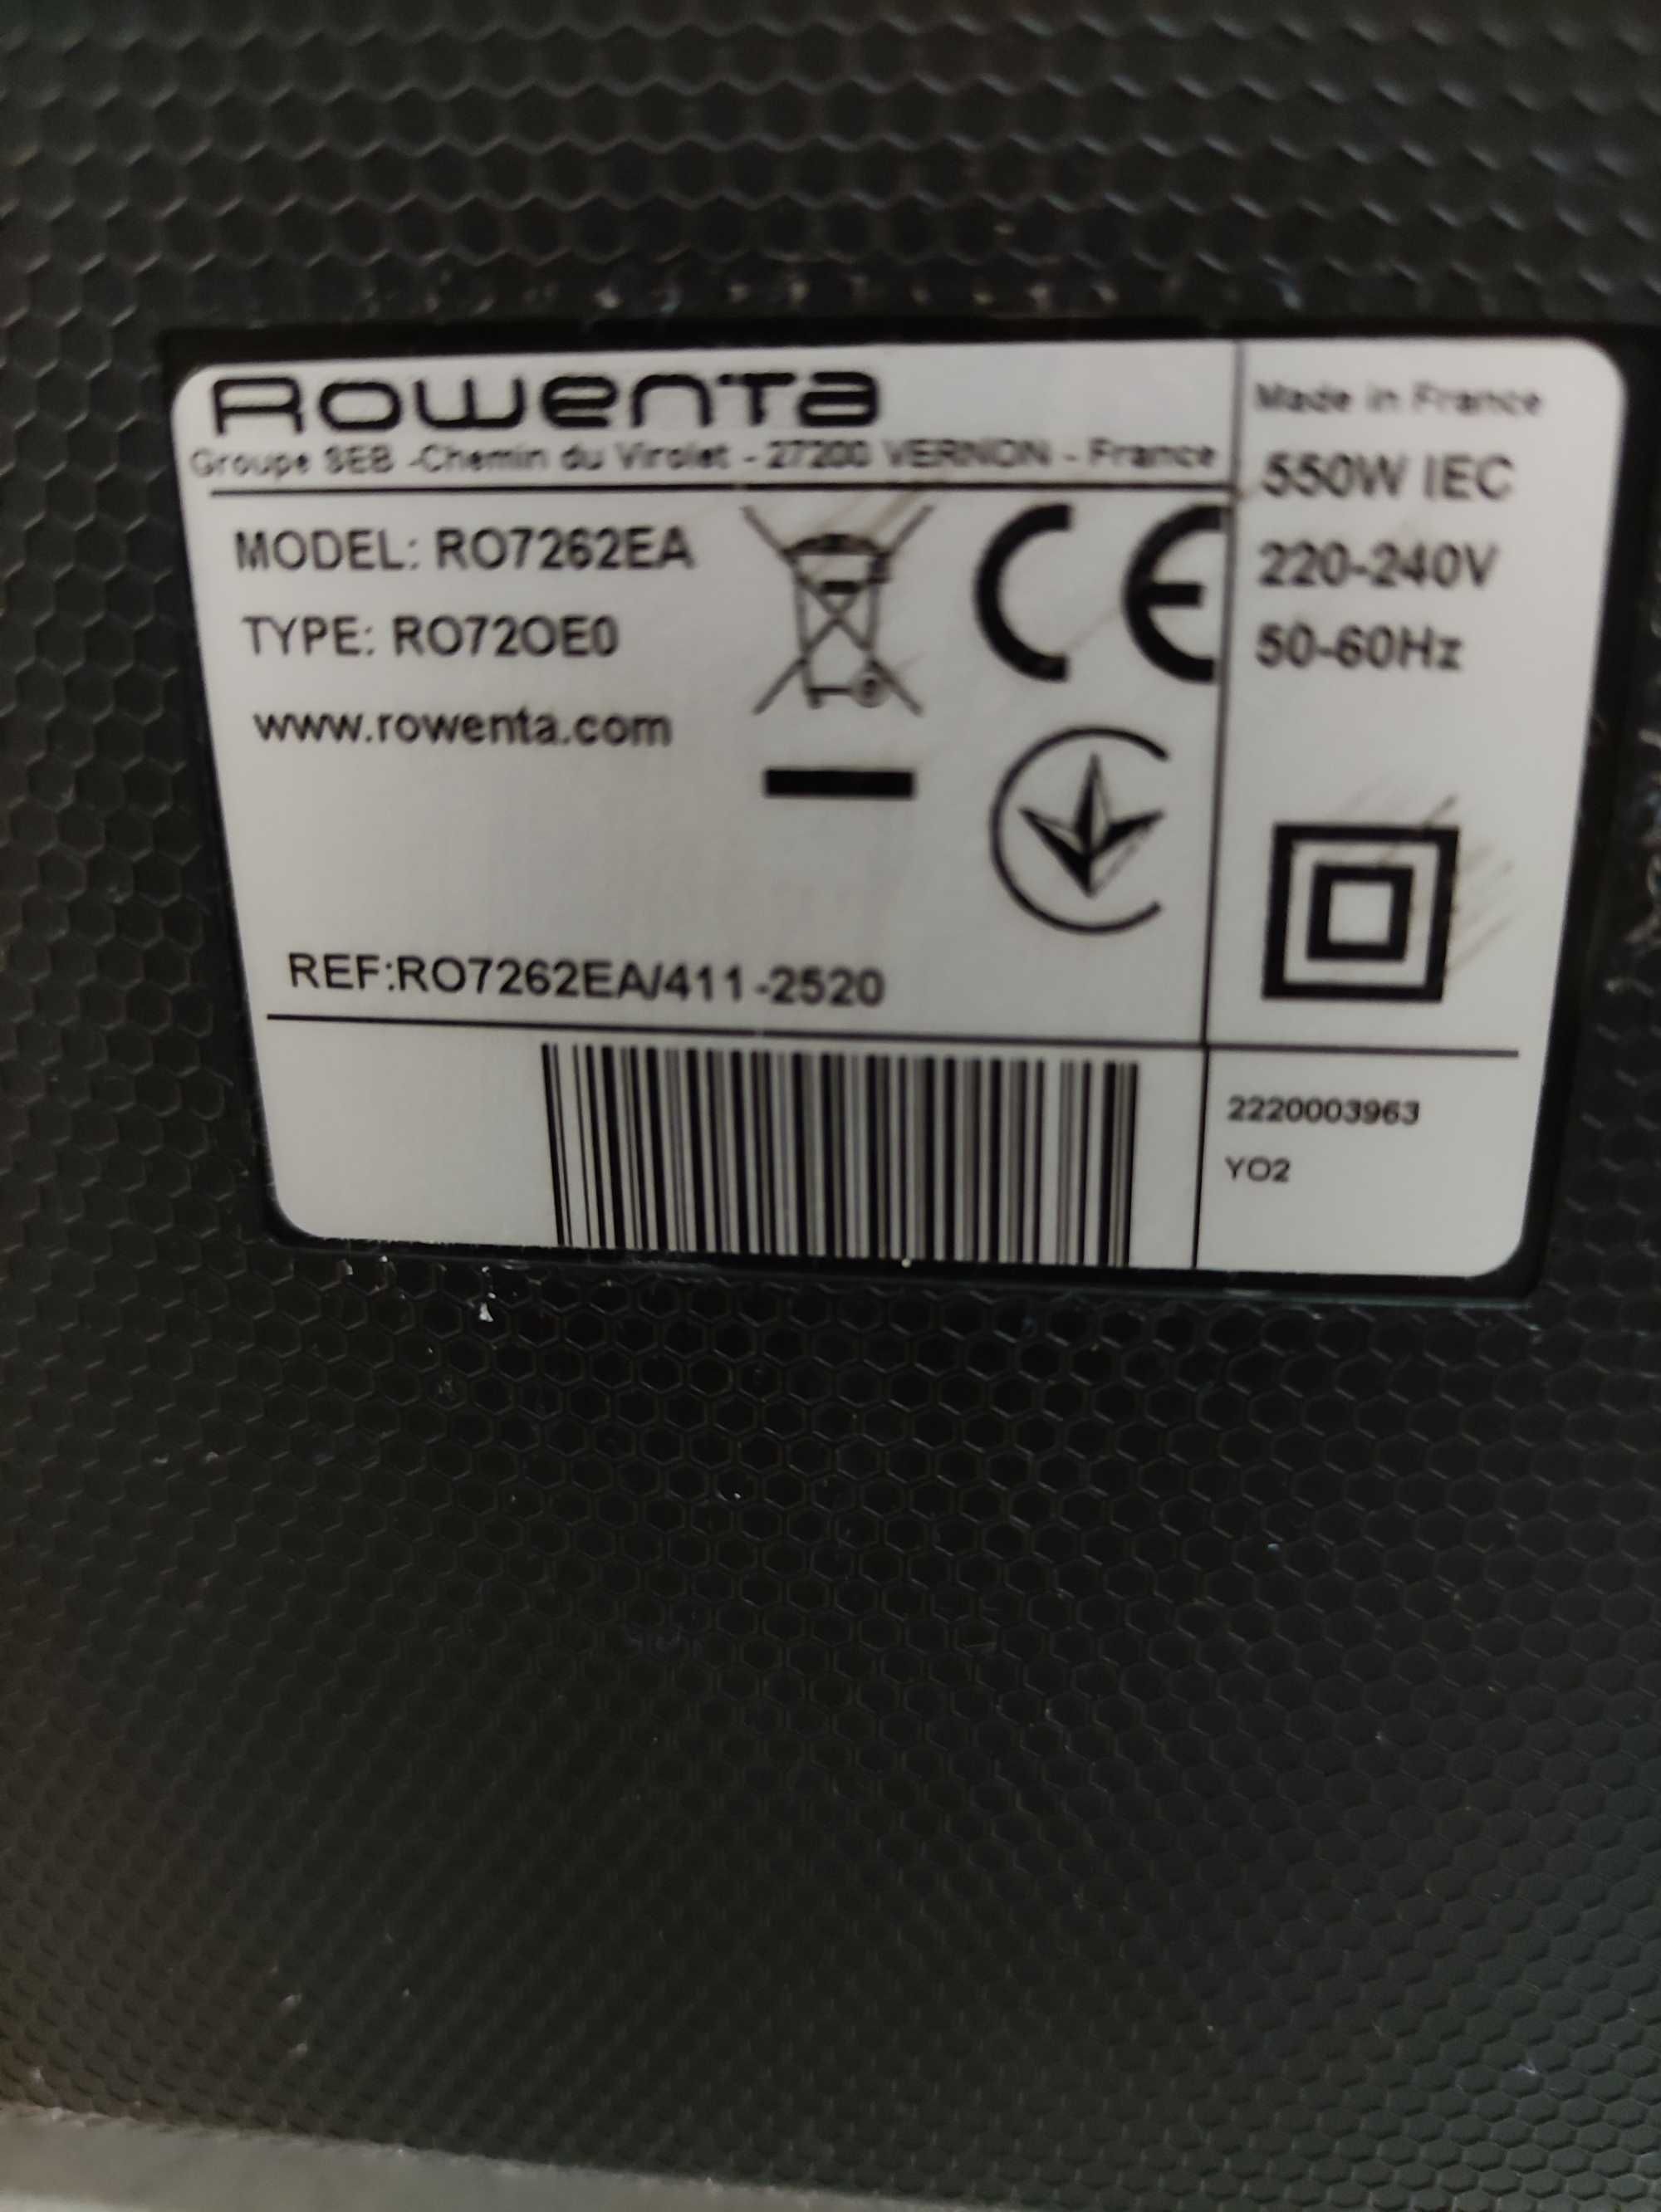 Rowenta
Groupe SEB -Chemin du Virolet - 27200 VERNON - France
MODEL: RO7262EA
TYPE: RO72OE0
www.rowenta.com
CE
REF:RO7262EA/411-2520
Made in France
550W IEC
220-240V
50-60Hz
2220003963
YO2